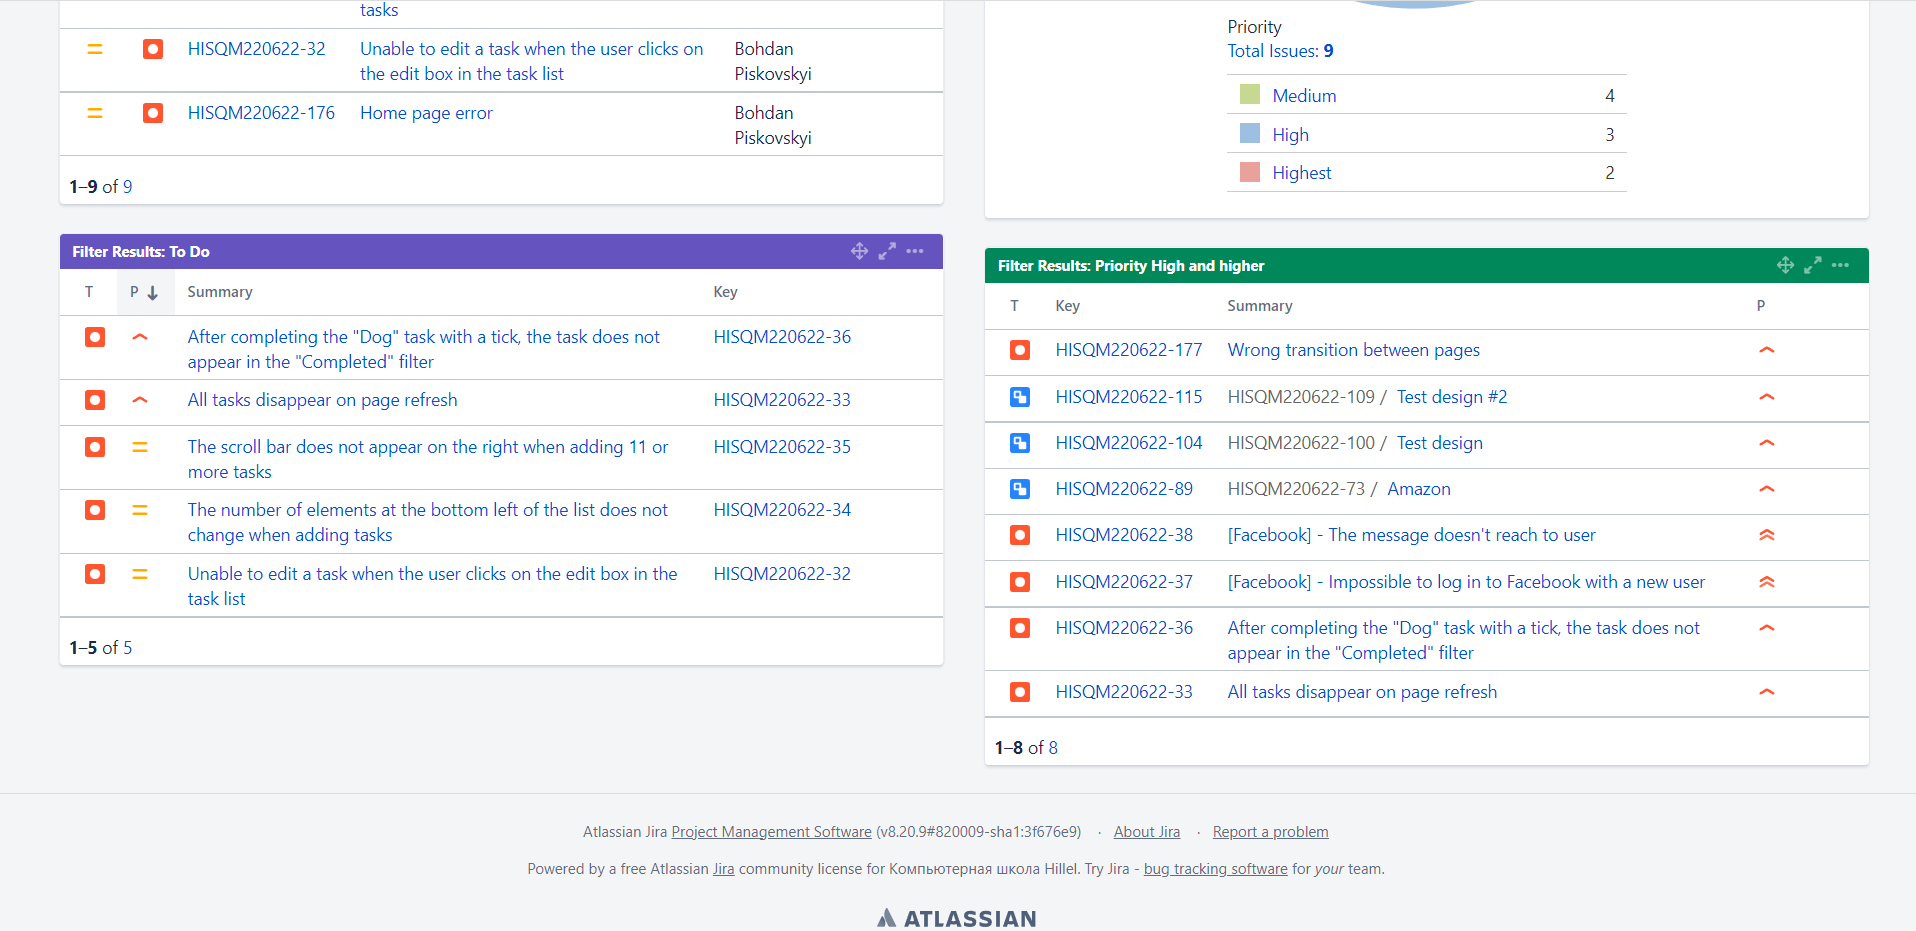 tasks
HISQM220622-32 Unable to edit a task when the user clicks on Bohdan
the edit box in the task list Piskovskyi
HISQM220622-176 Home page error Bohdan
Piskovskyi
1–9 of 9
Filter Results: To Do
T P Summary Key
After completing the "Dog" task with a tick, the task does not HISQM220622-36
appear in the "Completed" filter
All tasks disappear on page refresh HISQM220622-33
The scroll bar does not appear on the right when adding 11 or HISQM220622-35
more tasks
The number of elements at the bottom left of the list does not HISQM220622-34
change when adding tasks
Unable to edit a task when the user clicks on the edit box in the HISQM220622-32
task list
1–5 of 5
Priority
Total Issues: 9
Medium 4
High 3
Highest 2
Filter Results: Priority High and higher
T Key Summary P
HISQM220622-177 Wrong transition between pages
HISQM220622-115 HISQM220622-109 / Test design #2
HISQM220622-104 HISQM220622-100 / Test design
HISQM220622-89 HISQM220622-73 / Amazon
HISQM220622-38 [Facebook] - The message doesn't reach to user
HISQM220622-37 [Facebook] - Impossible to log in to Facebook with a new user
HISQM220622-36 After completing the "Dog" task with a tick, the task does not
appear in the "Completed" filter
HISQM220622-33 All tasks disappear on page refresh
1–8 of 8
Atlassian Jira Project Management Software (v8.20.9#820009-sha1:3f676e9) · About Jira · Report a problem
Powered by a free Atlassian Jira community license for Компьютерная школа Hillel. Try Jira - bug tracking software for your team.
ATLASSIAN